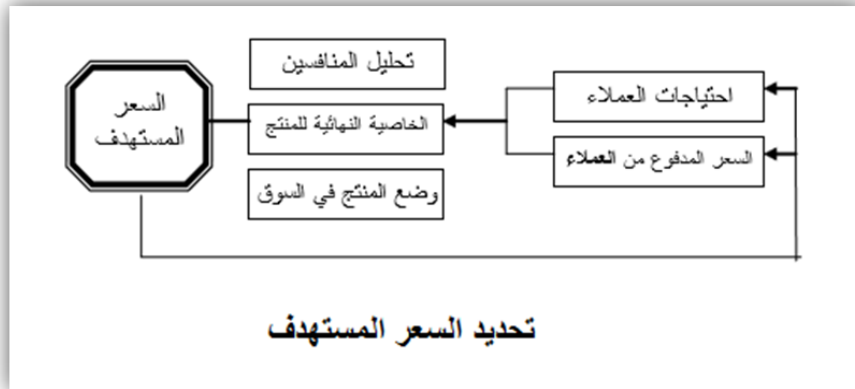 احتياجات العملاء
السعر المدفوع من العملاء
تحليل المنافسين
الخاصية النهائية للمنتج
وضع المنتج في السوق
السعر
المستهدف
تحديد السعر المستهدف